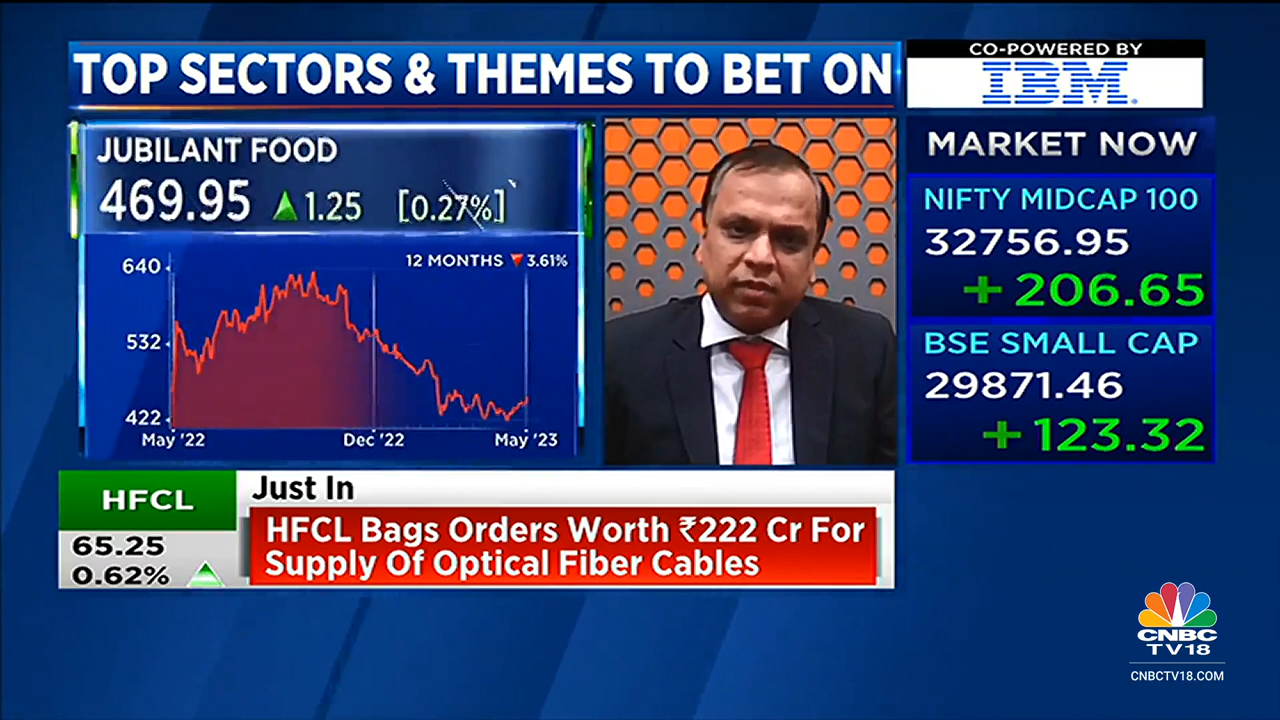 TOP SECTORS & THEMES TO BET ON
CO-POWERED BY
IBM®
JUBILANT FOOD
469.95 ▲ 1.25 [0.27%]
12 MONTHS ▼ 3.61%
640
532
422
May '22 Dec '22 May '23
MARKET NOW
NIFTY MIDCAP 100
32756.95
+ 206.65
BSE SMALL CAP
29871.46
+ 123.32
HFCL
65.25
0.62% ▲
Just In
HFCL Bags Orders Worth ₹222 Cr For
Supply Of Optical Fiber Cables
CNBC
TV18
CNBCTV18.COM